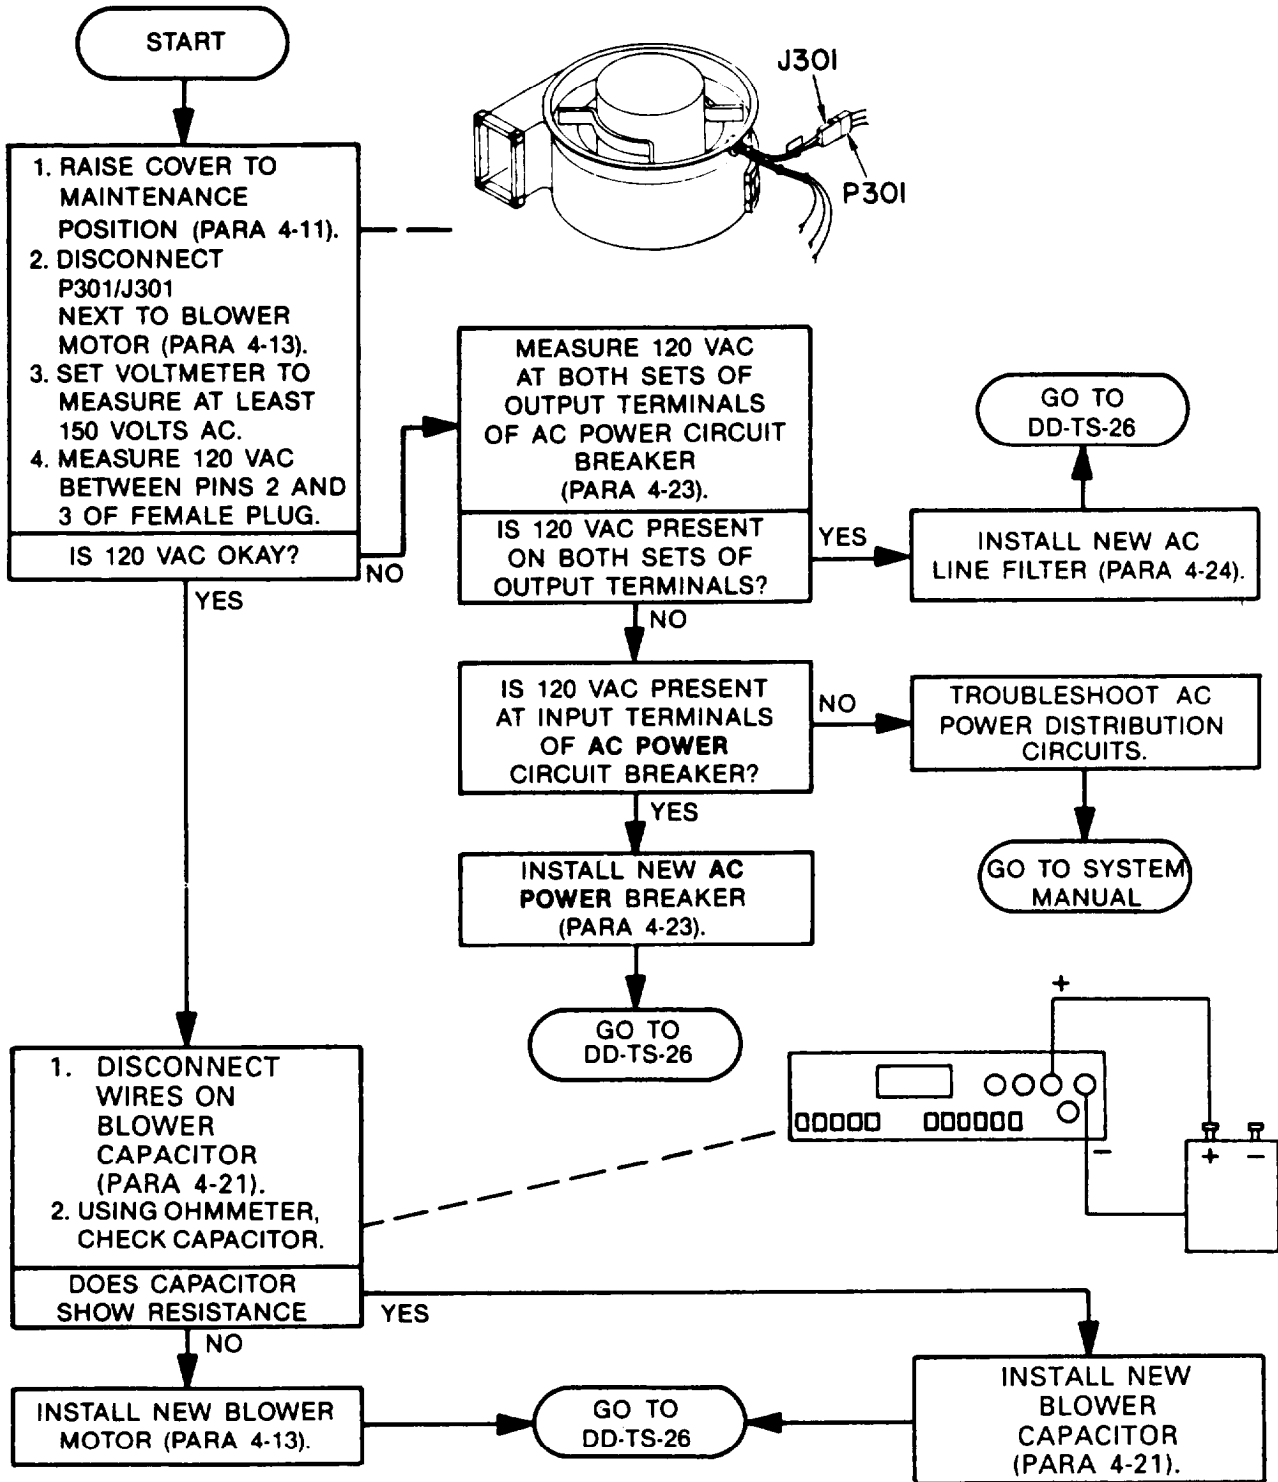 START
J301
P301
1. RAISE COVER TO
MAINTENANCE
POSITION (PARA 4-11).
2. DISCONNECT
P301/J301
NEXT TO BLOWER
MOTOR (PARA 4-13).
3. SET VOLTMETER TO
MEASURE AT LEAST
150 VOLTS AC.
4. MEASURE 120 VAC
BETWEEN PINS 2 AND
3 OF FEMALE PLUG.
IS 120 VAC OKAY?
NO
YES
MEASURE 120 VAC
AT BOTH SETS OF
OUTPUT TERMINALS
OF AC POWER CIRCUIT
BREAKER
(PARA 4-23).
IS 120 VAC PRESENT
ON BOTH SETS OF
OUTPUT TERMINALS?
YES
NO
GO TO
DD-TS-26
INSTALL NEW AC
LINE FILTER (PARA 4-24).
IS 120 VAC PRESENT
AT INPUT TERMINALS
OF AC POWER
CIRCUIT BREAKER?
NO
YES
TROUBLESHOOT AC
POWER DISTRIBUTION
CIRCUITS.
GO TO SYSTEM
MANUAL
INSTALL NEW AC
POWER BREAKER
(PARA 4-23).
GO TO
DD-TS-26
1. DISCONNECT
WIRES ON
BLOWER
CAPACITOR
(PARA 4-21).
2. USING OHMMETER,
CHECK CAPACITOR.
DOES CAPACITOR
SHOW RESISTANCE
YES
NO
+
−
+ −
INSTALL NEW BLOWER
MOTOR (PARA 4-13).
GO TO
DD-TS-26
INSTALL NEW
BLOWER
CAPACITOR
(PARA 4-21).